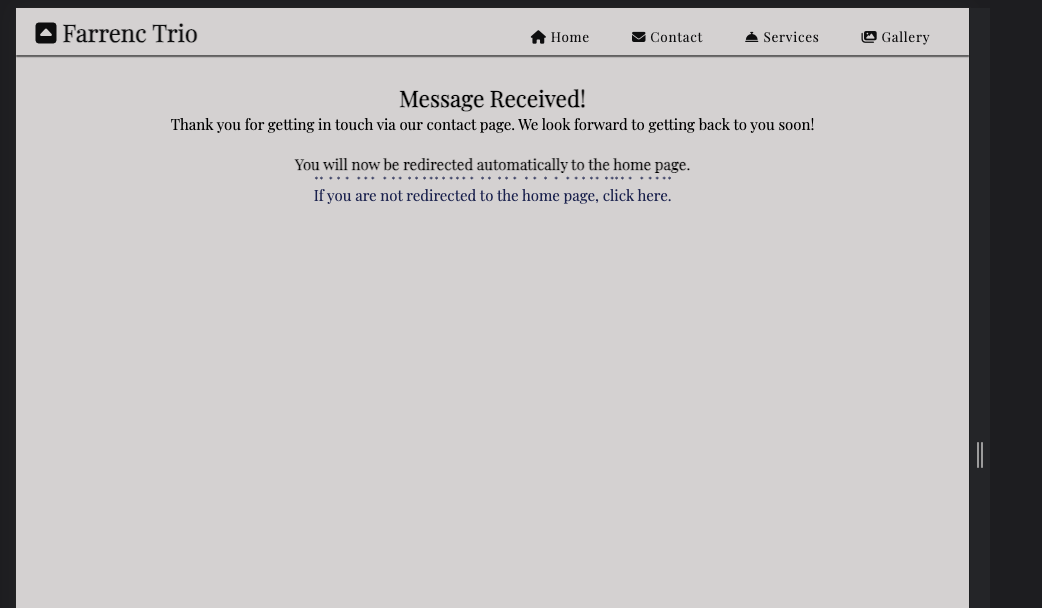 Farrenc Trio
Home Contact Services Gallery
Message Received!
Thank you for getting in touch via our contact page. We look forward to getting back to you soon!
You will now be redirected automatically to the home page.
If you are not redirected to the home page, click here.